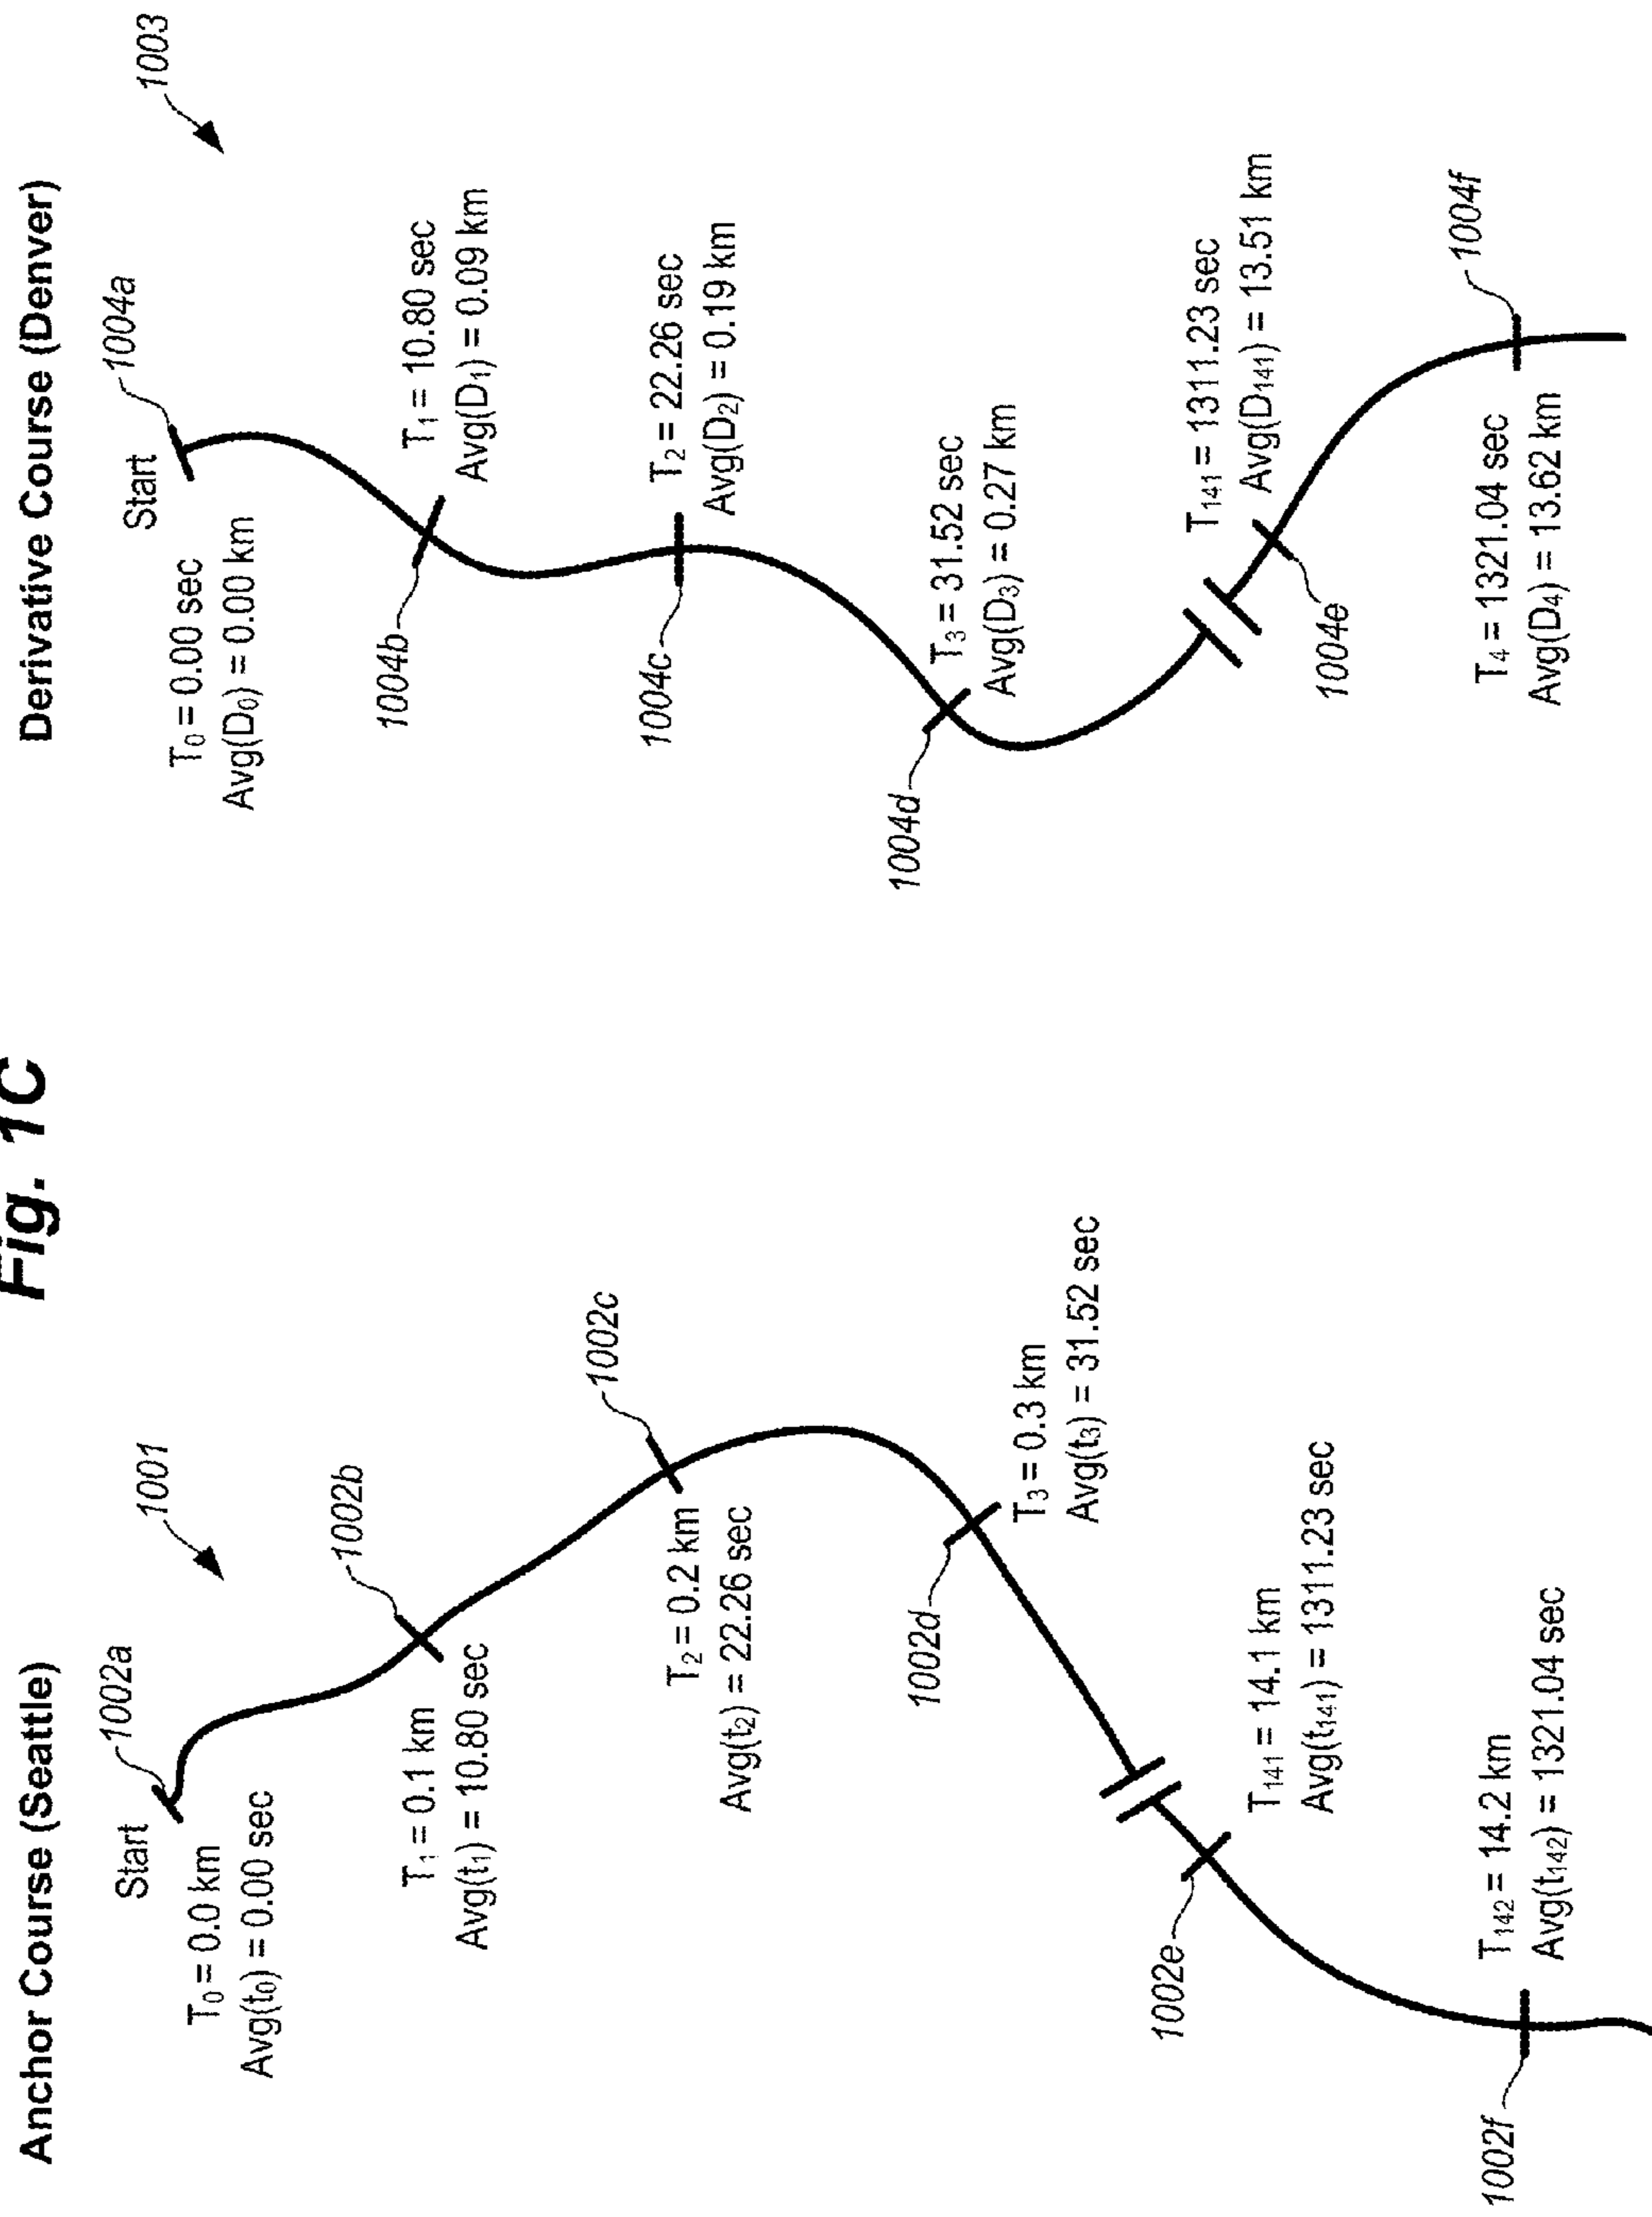 Fig. 1C
Anchor Course (Seattle)
1001
Start
1002a
T0 = 0.0 km
Avg(t0) = 0.00 sec
1002b
T1 = 0.1 km
Avg(t1) = 10.80 sec
1002c
T2 = 0.2 km
Avg(t2) = 22.26 sec
1002d
T3 = 0.3 km
Avg(t3) = 31.52 sec
1002e
T141 = 14.1 km
Avg(t141) = 1311.23 sec
1002f
T142 = 14.2 km
Avg(t142) = 1321.04 sec
Derivative Course (Denver)
1003
Start
1004a
T0 = 0.00 sec
Avg(D0) = 0.00 km
1004b
T1 = 10.80 sec
Avg(D1) = 0.09 km
1004c
T2 = 22.26 sec
Avg(D2) = 0.19 km
1004d
T3 = 31.52 sec
Avg(D3) = 0.27 km
1004e
T141 = 1311.23 sec
Avg(D141) = 13.51 km
1004f
T4 = 1321.04 sec
Avg(D4) = 13.62 km